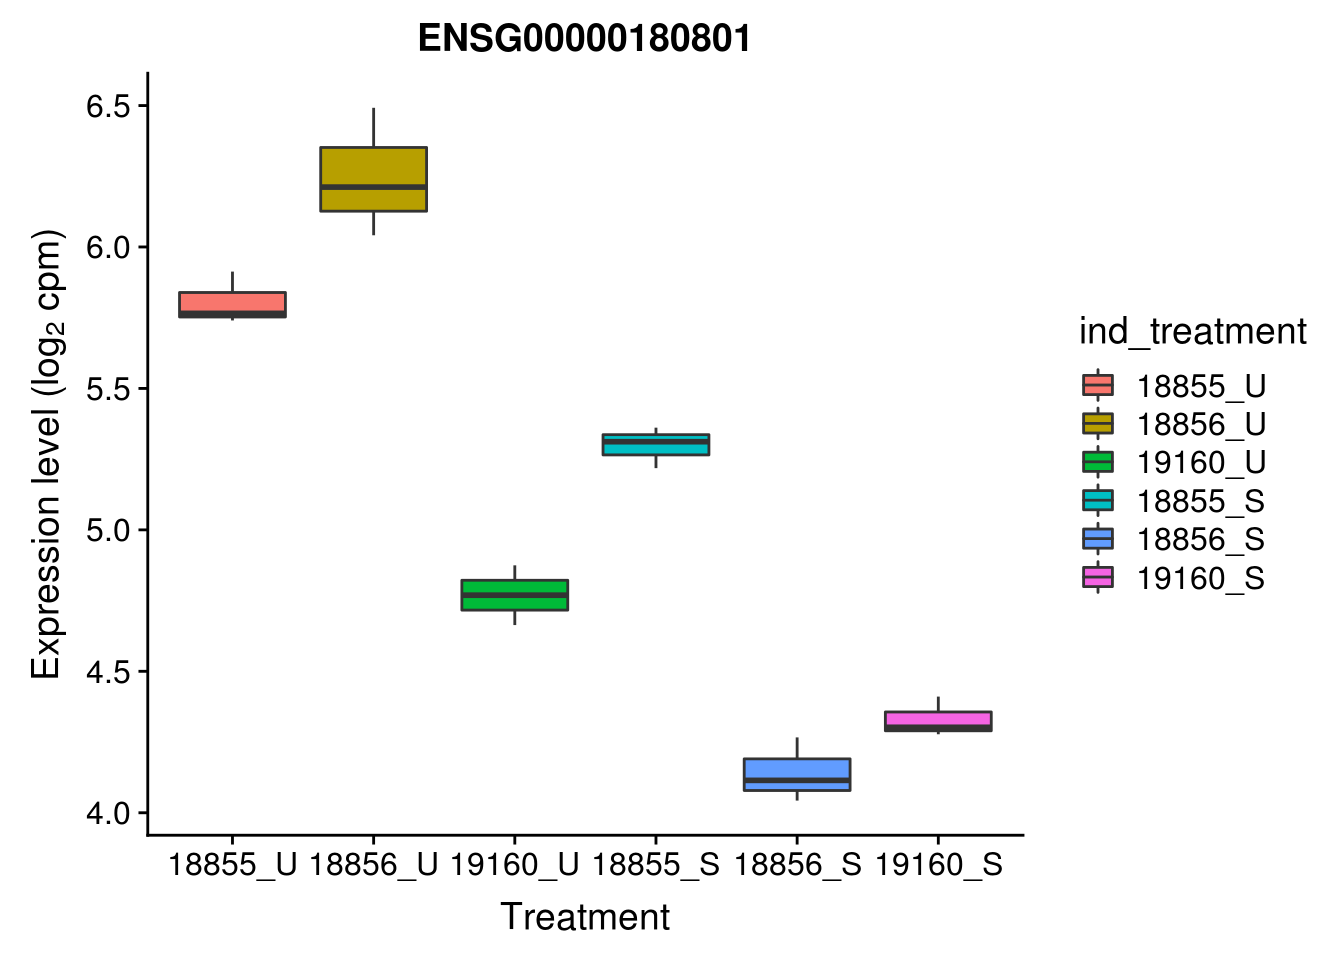 ENSG00000180801
Expression level (log₂ cpm)
6.5
6.0
5.5
5.0
4.5
4.0
18855_U 18856_U 19160_U 18855_S 18856_S 19160_S
Treatment
ind_treatment
18855_U
18856_U
19160_U
18855_S
18856_S
19160_S